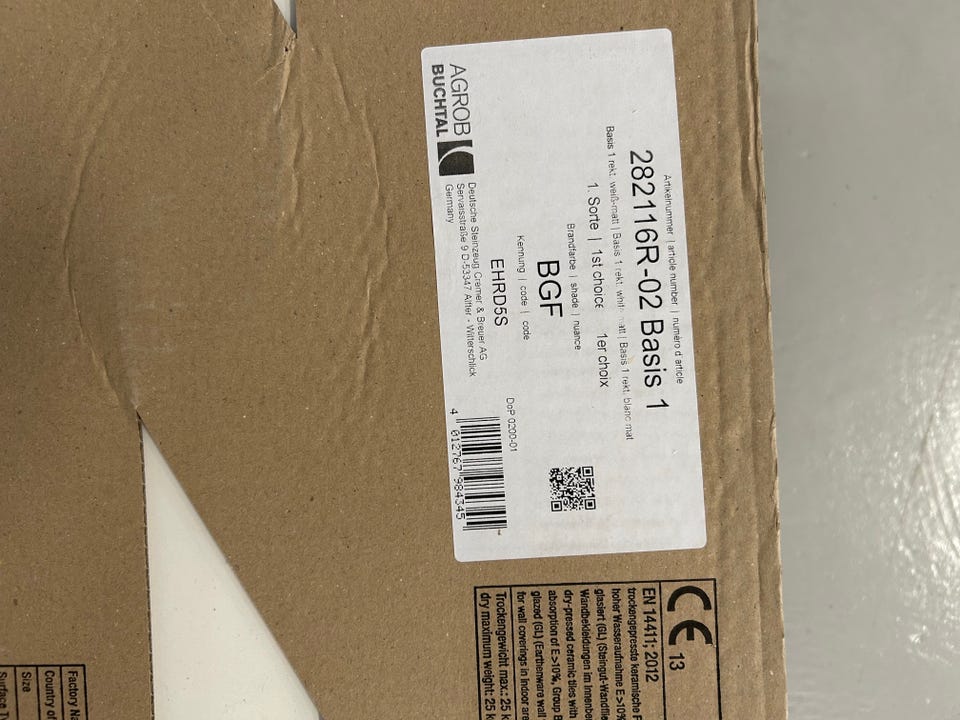 Artikelnummer | article number | numéro d'article
282116R-02 Basis 1
Basis 1 rekt. weiß-matt | Basis 1 rekt. white matt | Basis 1 rekt. blanc mat
1. Sorte | 1st choice 1er choix
Brandfarbe | shade | nuance
BGF
Kennung | code | code
EHRD5S
AGROB
BUCHTAL
Deutsche Steinzeug Cremer & Breuer AG
Servaisstraße 9 D-53347 Alfter - Witterschlick
Germany
DoP 0200-01
4 012767 984345
CE 13
EN 14411; 2012
trockengepresste keramische
hoher Wasseraufnahme E >10%
glasiert (GL) (Steingut-Wandflie
Wandbekleidungen im Innenbe
dry-pressed ceramic tiles with
absorption of E>10%, Group B
glazed (GL) (Earthenware wall
for wall coverings in indoor are
Trockengewicht max.: 25 k
dry maximum weight: 25 k
Factory N
Country of
Size
Surface T